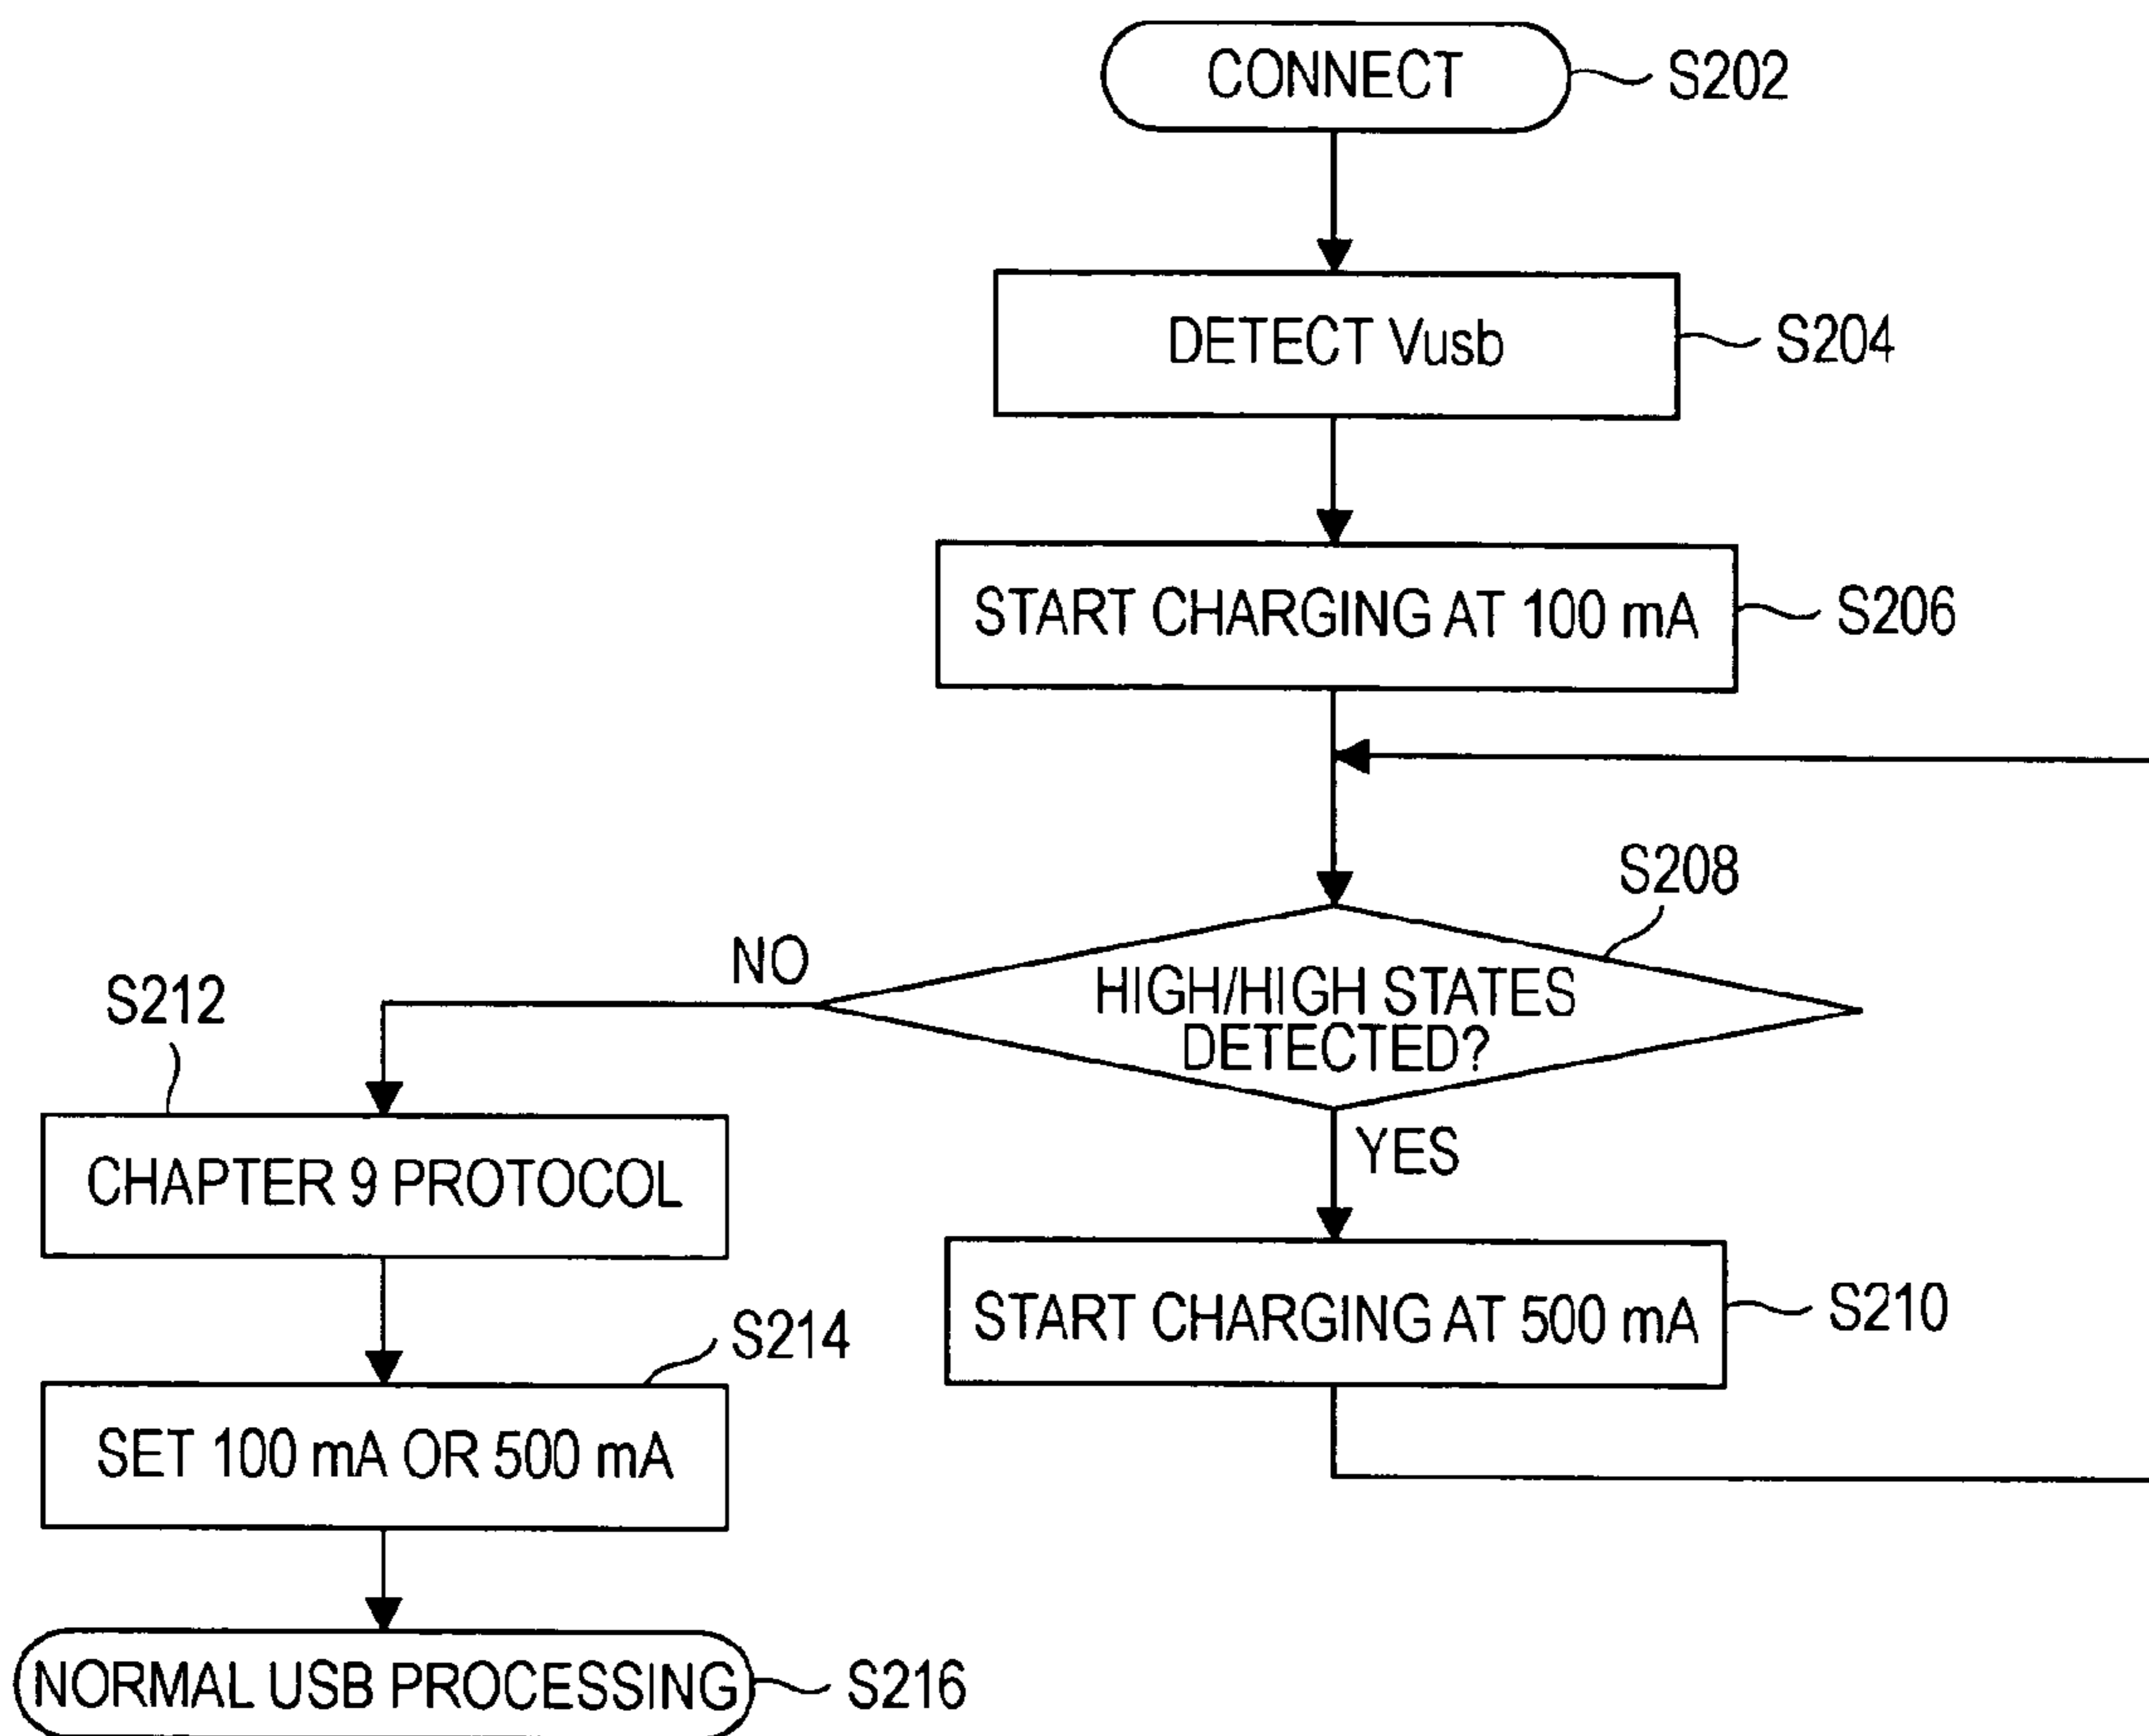 CONNECT
S202
DETECT Vusb
S204
START CHARGING AT 100 mA
S206
S208
HIGH/HIGH STATES
DETECTED?
NO
YES
S212
CHAPTER 9 PROTOCOL
START CHARGING AT 500 mA
S210
S214
SET 100 mA OR 500 mA
NORMAL USB PROCESSING
S216